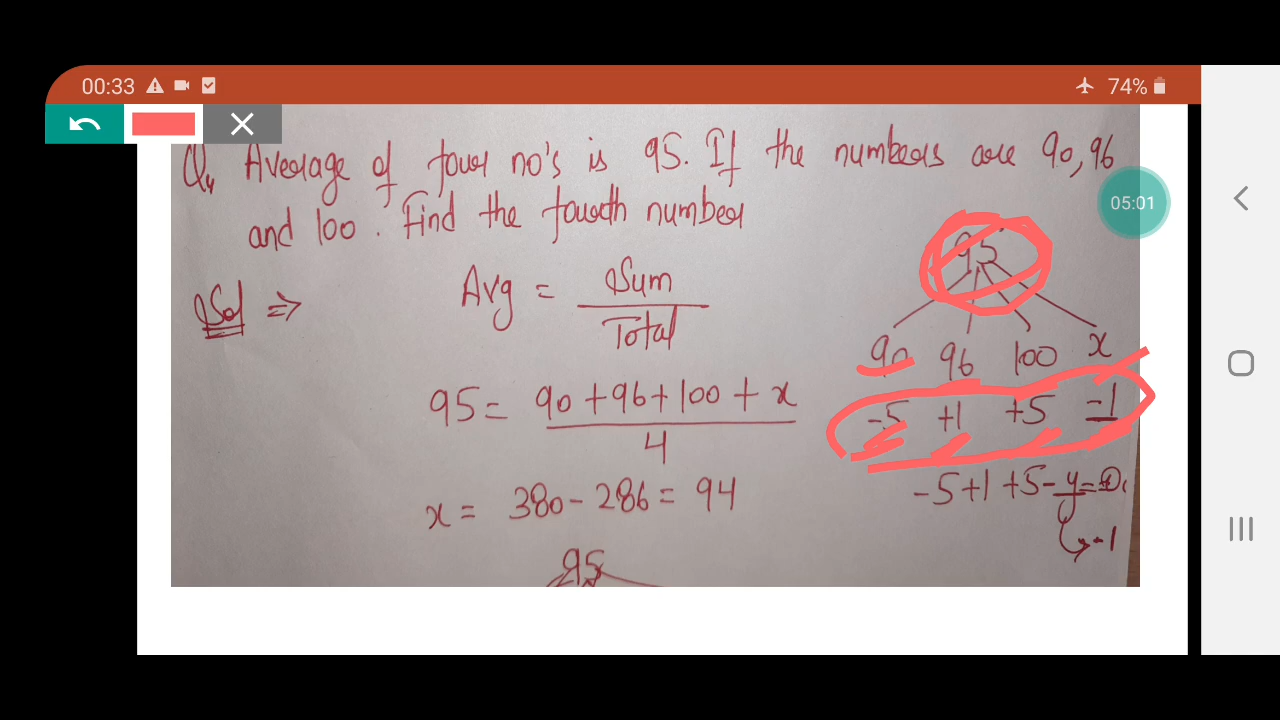 00:33 74%
Q4 Average of four no's is 95. If the numbers are 90, 96
05:01
and 100. Find the fourth number
95
Sol ⇒ Avg = Sum
Total
90 96 100 x
-5 +1 +5 -1
95 = 90 + 96 + 100 + x
4
-5 +1 +5 - y = 0
x = 380 - 286 = 94
-1
95